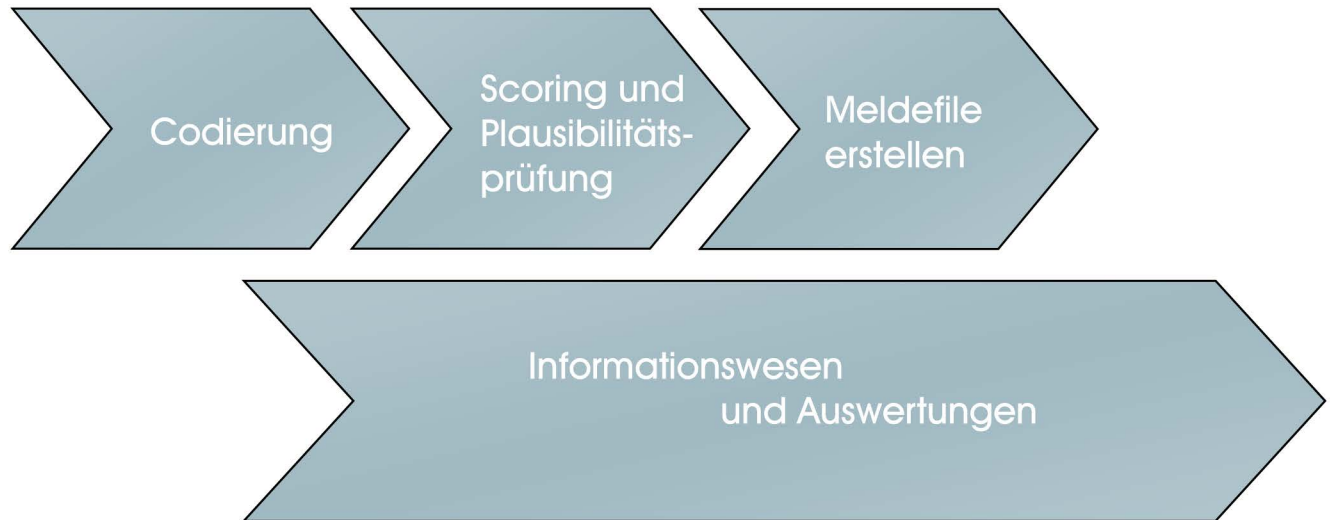 Codierung
Scoring und
Plausibilitäts-
prüfung
Meldefile
erstellen
Informationswesen
und Auswertungen